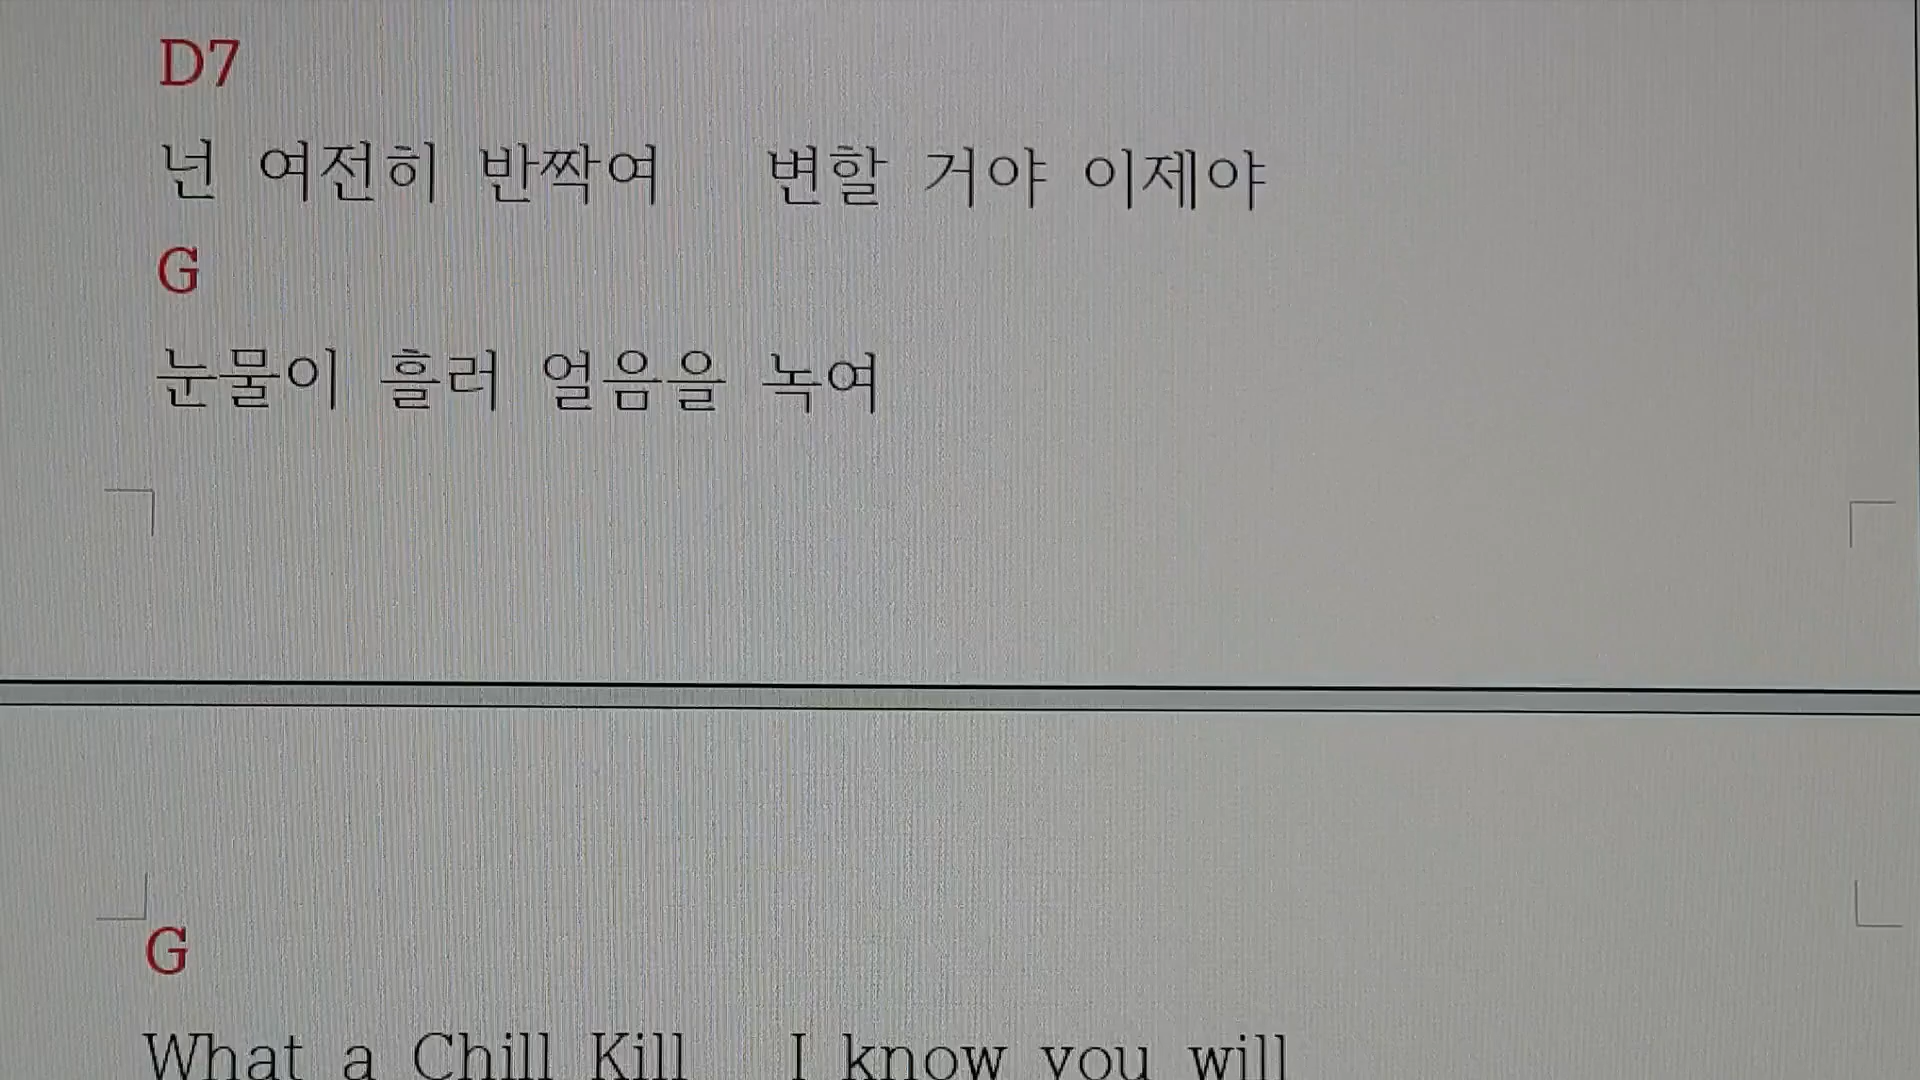 D7
넌 여전히 반짝여 변할 거야 이제야
G
눈물이 흘러 얼음을 녹여
G
What a Chill Kill I know you will